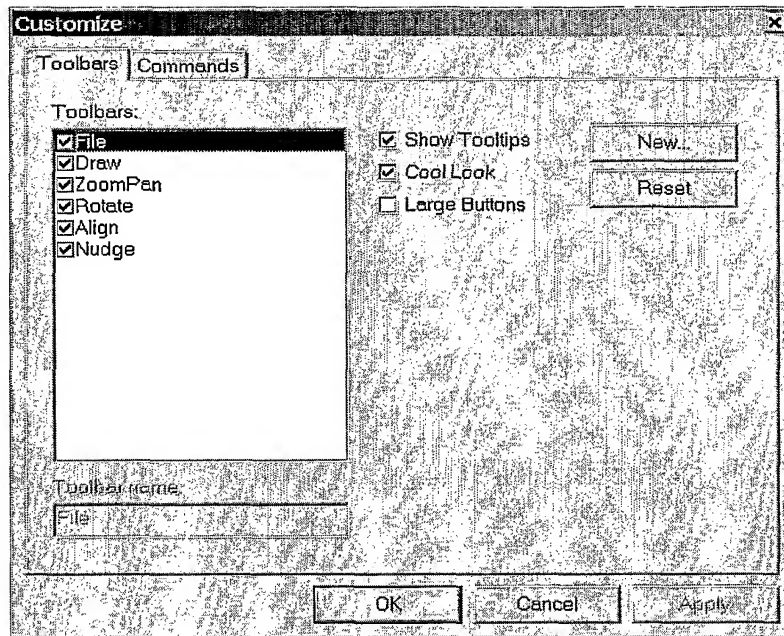 Customize
Toolbars Commands
Toolbars:
File
Draw
ZoomPan
Rotate
Align
Nudge
Show Tooltips
Cool Look
Large Buttons
New...
Reset
Toolbar name:
File
OK Cancel Apply